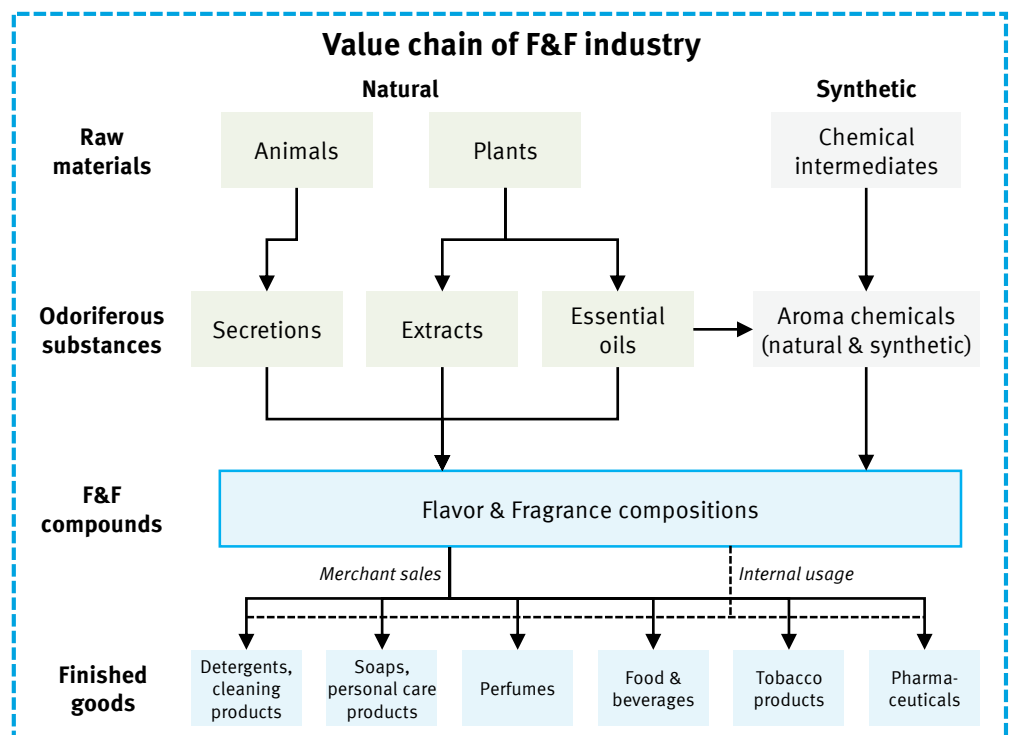 Value chain of F&F industry
Natural
Synthetic
Raw
materials
Animals
Plants
Chemical
intermediates
Odoriferous
substances
Secretions
Extracts
Essential
oils
Aroma chemicals
(natural & synthetic)
F&F
compounds
Flavor & Fragrance compositions
Merchant sales
Internal usage
Finished
goods
Detergents,
cleaning
products
Soaps,
personal care
products
Perfumes
Food &
beverages
Tobacco
products
Pharma-
ceuticals